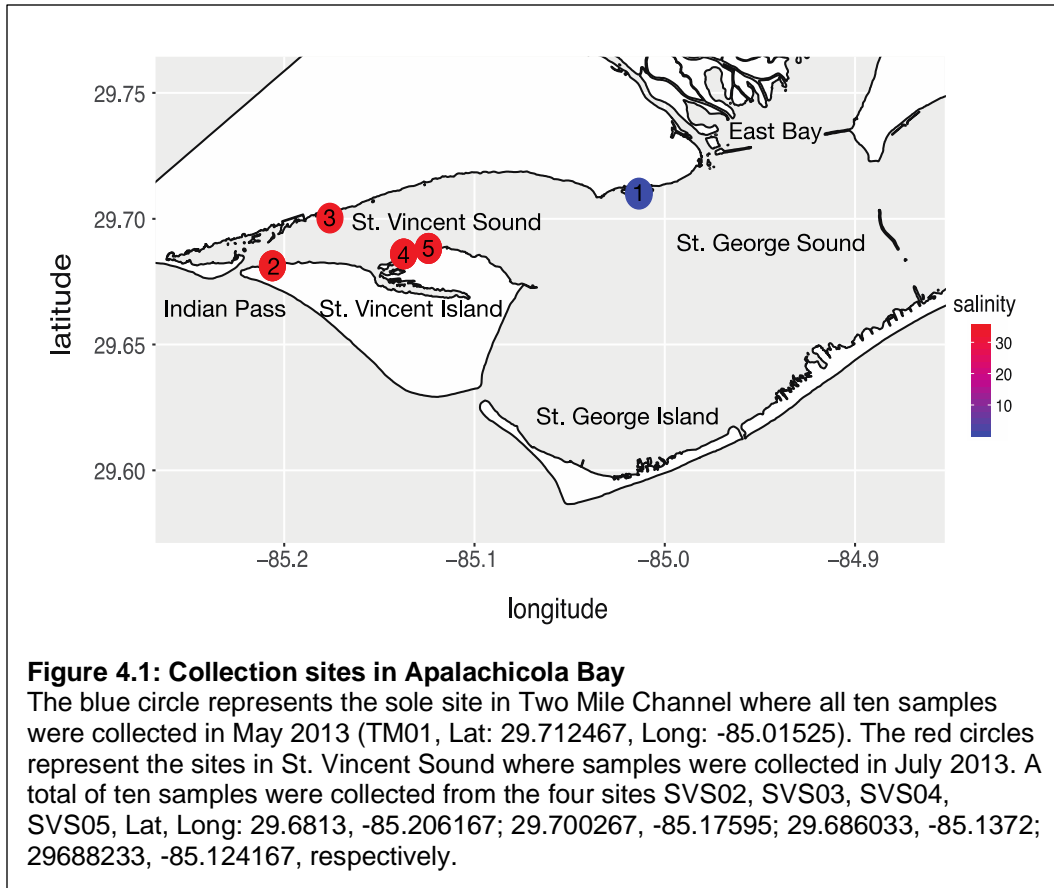 29.75
East Bay
1
29.70
3
St. Vincent Sound
St. George Sound
4
5
2
latitude
Indian Pass
St. Vincent Island
29.65
salinity
30
20
10
St. George Island
29.60
−85.2
−85.1
−85.0
−84.9
longitude
Figure 4.1: Collection sites in Apalachicola Bay
The blue circle represents the sole site in Two Mile Channel where all ten samples
were collected in May 2013 (TM01, Lat: 29.712467, Long: -85.01525). The red circles
represent the sites in St. Vincent Sound where samples were collected in July 2013. A
total of ten samples were collected from the four sites SVS02, SVS03, SVS04,
SVS05, Lat, Long: 29.6813, -85.206167; 29.700267, -85.17595; 29.686033, -85.1372;
29688233, -85.124167, respectively.